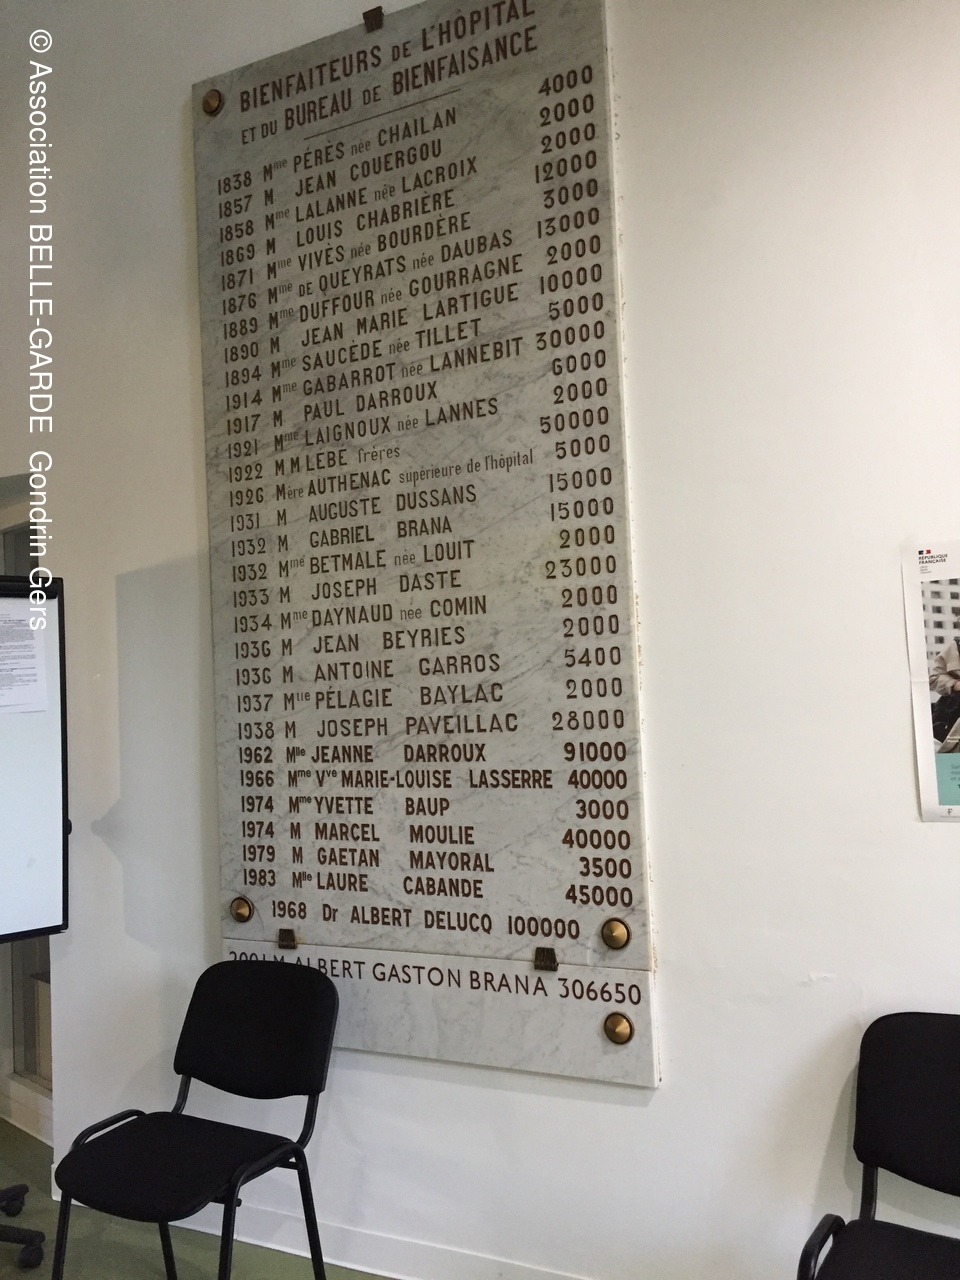 BIENFAITEURS DE L'HÔPITAL
ET DU BUREAU DE BIENFAISANCE
1838 Mme PÉRÈS née CHAILAN 4000
1857 M JEAN COUERGOU 2000
1858 Mme LALANNE née LACROIX 2000
1869 M LOUIS CHABRIÈRE 12000
1871 Mme VIVÈS née BOURDÈRE 3000
1876 Mme DE QUEYRATS née DAUBAS 13000
1889 Mme DUFFOUR née GOURRAGNE 2000
1890 M JEAN MARIE LARTIGUE 10000
1894 Mme SAUCÈDE née TILLET 5000
1914 Mme GABARROT née LANNEBIT 30000
1917 M PAUL DARROUX 6000
1921 Mme LAIGNOUX née LANNES 2000
1922 MM LEBE frères 50000
1926 Mère AUTHENAC supérieure de l'hôpital 5000
1931 M AUGUSTE DUSSANS 15000
1932 M GABRIEL BRANA 15000
1932 Mme BETMALE née LOUIT 2000
1933 M JOSEPH DASTE 23000
1934 Mme DAYNAUD née COMIN 2000
1936 M JEAN BEYRIES 2000
1936 M ANTOINE GARROS 5400
1937 Mlle PÉLAGIE BAYLAC 2000
1938 M JOSEPH PAVEILLAC 28000
1962 Mlle JEANNE DARROUX 91000
1966 Mme Vve MARIE-LOUISE LASSERRE 40000
1974 Mme YVETTE BAUP 3000
1974 M MARCEL MOULIE 40000
1979 M GAETAN MAYORAL 3500
1983 Mlle LAURE CABANDE 45000
1968 Dr ALBERT DELUCQ 100000
2001 M ALBERT GASTON BRANA 306650
RÉPUBLIQUE
FRANÇAISE
© Association BELLE-GARDE Gondrin Gers